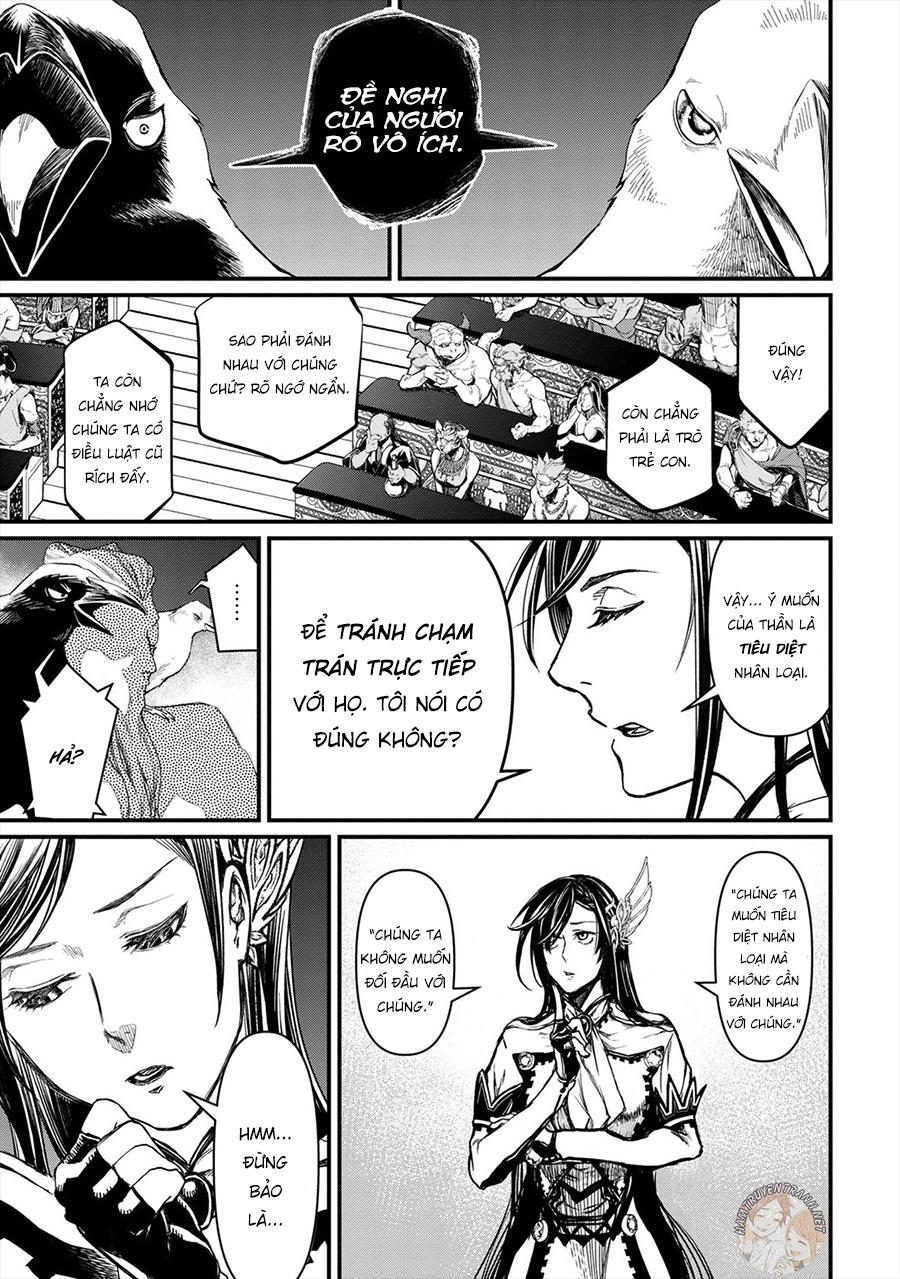 ĐỀ NGHỊ
CỦA NGƯƠI
RÕ VÔ ÍCH.
ĐÚNG
VẬY!
CÒN CHẲNG
PHẢI LÀ TRÒ
TRẺ CON.
SAO PHẢI ĐÁNH
NHAU VỚI CHÚNG
CHỨ? RÕ NGỚ NGẨN.
TA CÒN
CHẲNG NHỚ
CHÚNG TA CÓ
ĐIỀU LUẬT CŨ
RÍCH ĐẤY.
VẬY... Ý MUỐN
CỦA THẦN LÀ
TIÊU DIỆT
NHÂN LOẠI.
ĐỂ TRÁNH CHẠM
TRÁN TRỰC TIẾP
VỚI HỌ. TÔI NÓI CÓ
ĐÚNG KHÔNG?
......
HẢ?
“CHÚNG TA
MUỐN TIÊU
DIỆT NHÂN
LOẠI MÀ
KHÔNG CẦN
ĐÁNH NHAU
VỚI CHÚNG.”
“CHÚNG TA
KHÔNG MUỐN
ĐỐI ĐẦU VỚI
CHÚNG.”
HMM...
ĐỪNG
BẢO
LÀ...
HAMTRUYENTRANH.NET